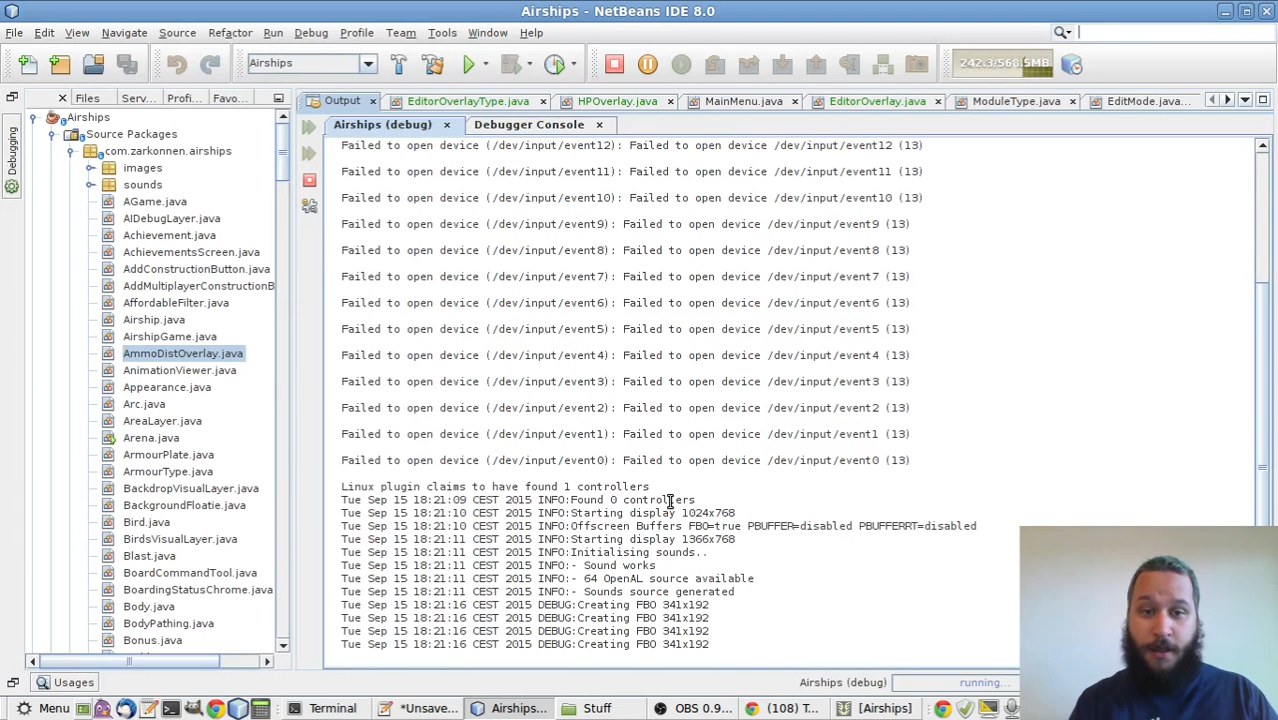 Airships - NetBeans IDE 8.0
File Edit View Navigate Source Refactor Run Debug Profile Team Tools Window Help
Airships
242.3/568.5MB
Files Serv... Profi... Favo...
Output EditorOverlayType.java HPOverlay.java MainMenu.java EditorOverlay.java ModuleType.java EditMode.java...
Airships (debug) Debugger Console
Debugging
Airships
Source Packages
com.zarkonnen.airships
images
sounds
AGame.java
AIDebugLayer.java
Achievement.java
AchievementsScreen.java
AddConstructionButton.java
AddMultiplayerConstructionB
AffordableFilter.java
Airship.java
AirshipGame.java
AmmoDistOverlay.java
AnimationViewer.java
Appearance.java
Arc.java
AreaLayer.java
Arena.java
ArmourPlate.java
ArmourType.java
BackdropVisualLayer.java
BackgroundFloatie.java
Bird.java
BirdsVisualLayer.java
Blast.java
BoardCommandTool.java
BoardingStatusChrome.java
Body.java
BodyPathing.java
Bonus.java
Failed to open device (/dev/input/event12): Failed to open device /dev/input/event12 (13)
Failed to open device (/dev/input/event11): Failed to open device /dev/input/event11 (13)
Failed to open device (/dev/input/event10): Failed to open device /dev/input/event10 (13)
Failed to open device (/dev/input/event9): Failed to open device /dev/input/event9 (13)
Failed to open device (/dev/input/event8): Failed to open device /dev/input/event8 (13)
Failed to open device (/dev/input/event7): Failed to open device /dev/input/event7 (13)
Failed to open device (/dev/input/event6): Failed to open device /dev/input/event6 (13)
Failed to open device (/dev/input/event5): Failed to open device /dev/input/event5 (13)
Failed to open device (/dev/input/event4): Failed to open device /dev/input/event4 (13)
Failed to open device (/dev/input/event3): Failed to open device /dev/input/event3 (13)
Failed to open device (/dev/input/event2): Failed to open device /dev/input/event2 (13)
Failed to open device (/dev/input/event1): Failed to open device /dev/input/event1 (13)
Failed to open device (/dev/input/event0): Failed to open device /dev/input/event0 (13)
Linux plugin claims to have found 1 controllers
Tue Sep 15 18:21:09 CEST 2015 INFO:Found 0 controllers
Tue Sep 15 18:21:10 CEST 2015 INFO:Starting display 1024x768
Tue Sep 15 18:21:10 CEST 2015 INFO:Offscreen Buffers FBO=true PBUFFER=disabled PBUFFERRT=disabled
Tue Sep 15 18:21:11 CEST 2015 INFO:Starting display 1366x768
Tue Sep 15 18:21:11 CEST 2015 INFO:Initialising sounds..
Tue Sep 15 18:21:11 CEST 2015 INFO:- Sound works
Tue Sep 15 18:21:11 CEST 2015 INFO:- 64 OpenAL source available
Tue Sep 15 18:21:11 CEST 2015 INFO:- Sounds source generated
Tue Sep 15 18:21:16 CEST 2015 DEBUG:Creating FBO 341x192
Tue Sep 15 18:21:16 CEST 2015 DEBUG:Creating FBO 341x192
Tue Sep 15 18:21:16 CEST 2015 DEBUG:Creating FBO 341x192
Tue Sep 15 18:21:16 CEST 2015 DEBUG:Creating FBO 341x192
Usages
Airships (debug) running...
Menu Terminal *Unsave... Airships... Stuff OBS 0.9... (108) T... [Airships]